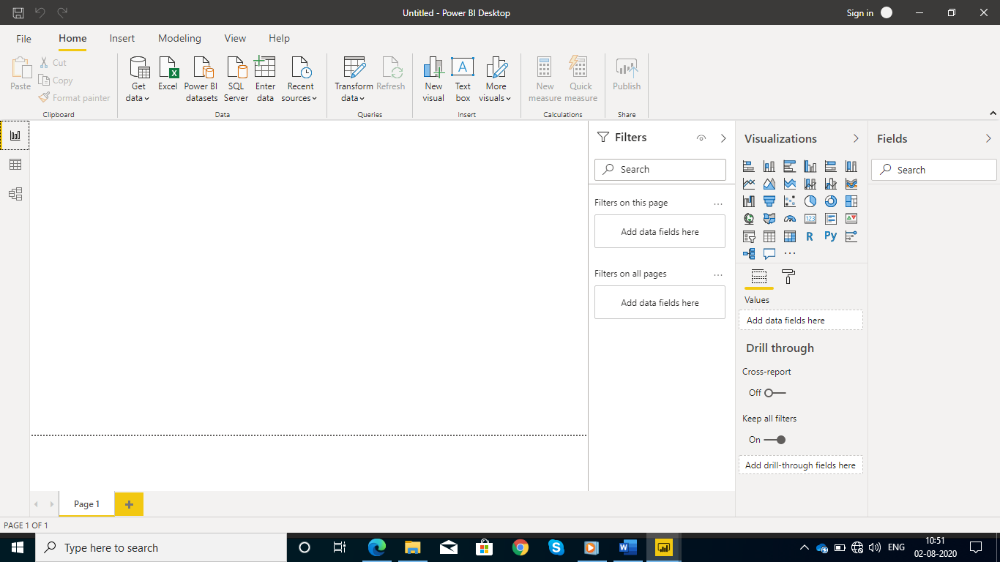 Untitled - Power BI Desktop
Sign in
File Home Insert Modeling View Help
Paste
Cut
Copy
Format painter
Clipboard
Get data
Excel
Power BI datasets
SQL Server
Enter data
Recent sources
Data
Transform data
Refresh
Queries
New visual
Text box
More visuals
Insert
New measure
Quick measure
Calculations
Publish
Share
Filters
Search
Filters on this page
Add data fields here
Filters on all pages
Add data fields here
Visualizations
123
R
Py
Values
Add data fields here
Drill through
Cross-report
Off
Keep all filters
On
Add drill-through fields here
Fields
Search
Page 1
PAGE 1 OF 1
Type here to search
ENG
10:51
02-08-2020